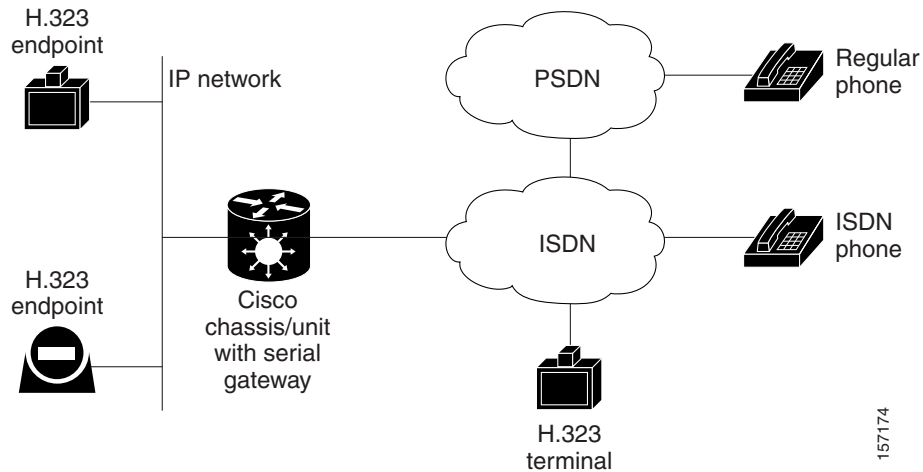 H.323
endpoint
IP network
PSDN
Regular
phone
H.323
endpoint
Cisco
chassis/unit
with serial
gateway
ISDN
ISDN
phone
H.323
terminal
157174